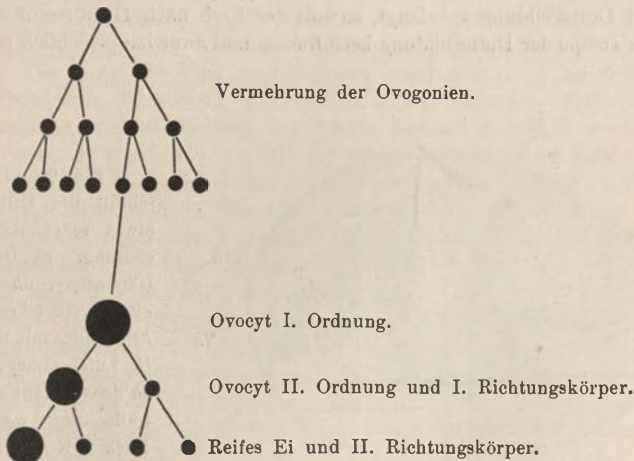 Vermehrung der Ovogonien.
Ovocyt I. Ordnung.
Ovocyt II. Ordnung und I. Richtungskörper.
Reifes Ei und II. Richtungskörper.